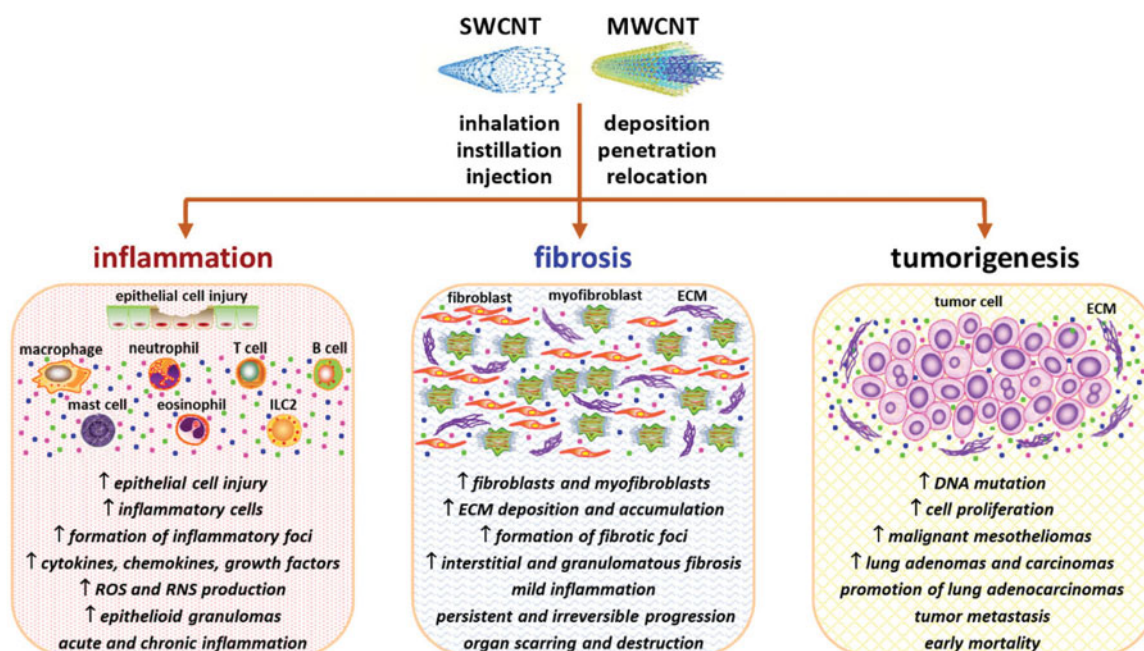 SWCNT MWCNT
inhalation deposition
instillation penetration
injection relocation
inflammation
epithelial cell injury
macrophage neutrophil T cell B cell
mast cell eosinophil ILC2
↑ epithelial cell injury
↑ inflammatory cells
↑ formation of inflammatory foci
↑ cytokines, chemokines, growth factors
↑ ROS and RNS production
↑ epithelioid granulomas
acute and chronic inflammation
fibrosis
fibroblast myofibroblast ECM
↑ fibroblasts and myofibroblasts
↑ ECM deposition and accumulation
↑ formation of fibrotic foci
↑ interstitial and granulomatous fibrosis
mild inflammation
persistent and irreversible progression
organ scarring and destruction
tumorigenesis
tumor cell ECM
↑ DNA mutation
↑ cell proliferation
↑ malignant mesotheliomas
↑ lung adenomas and carcinomas
promotion of lung adenocarcinomas
tumor metastasis
early mortality